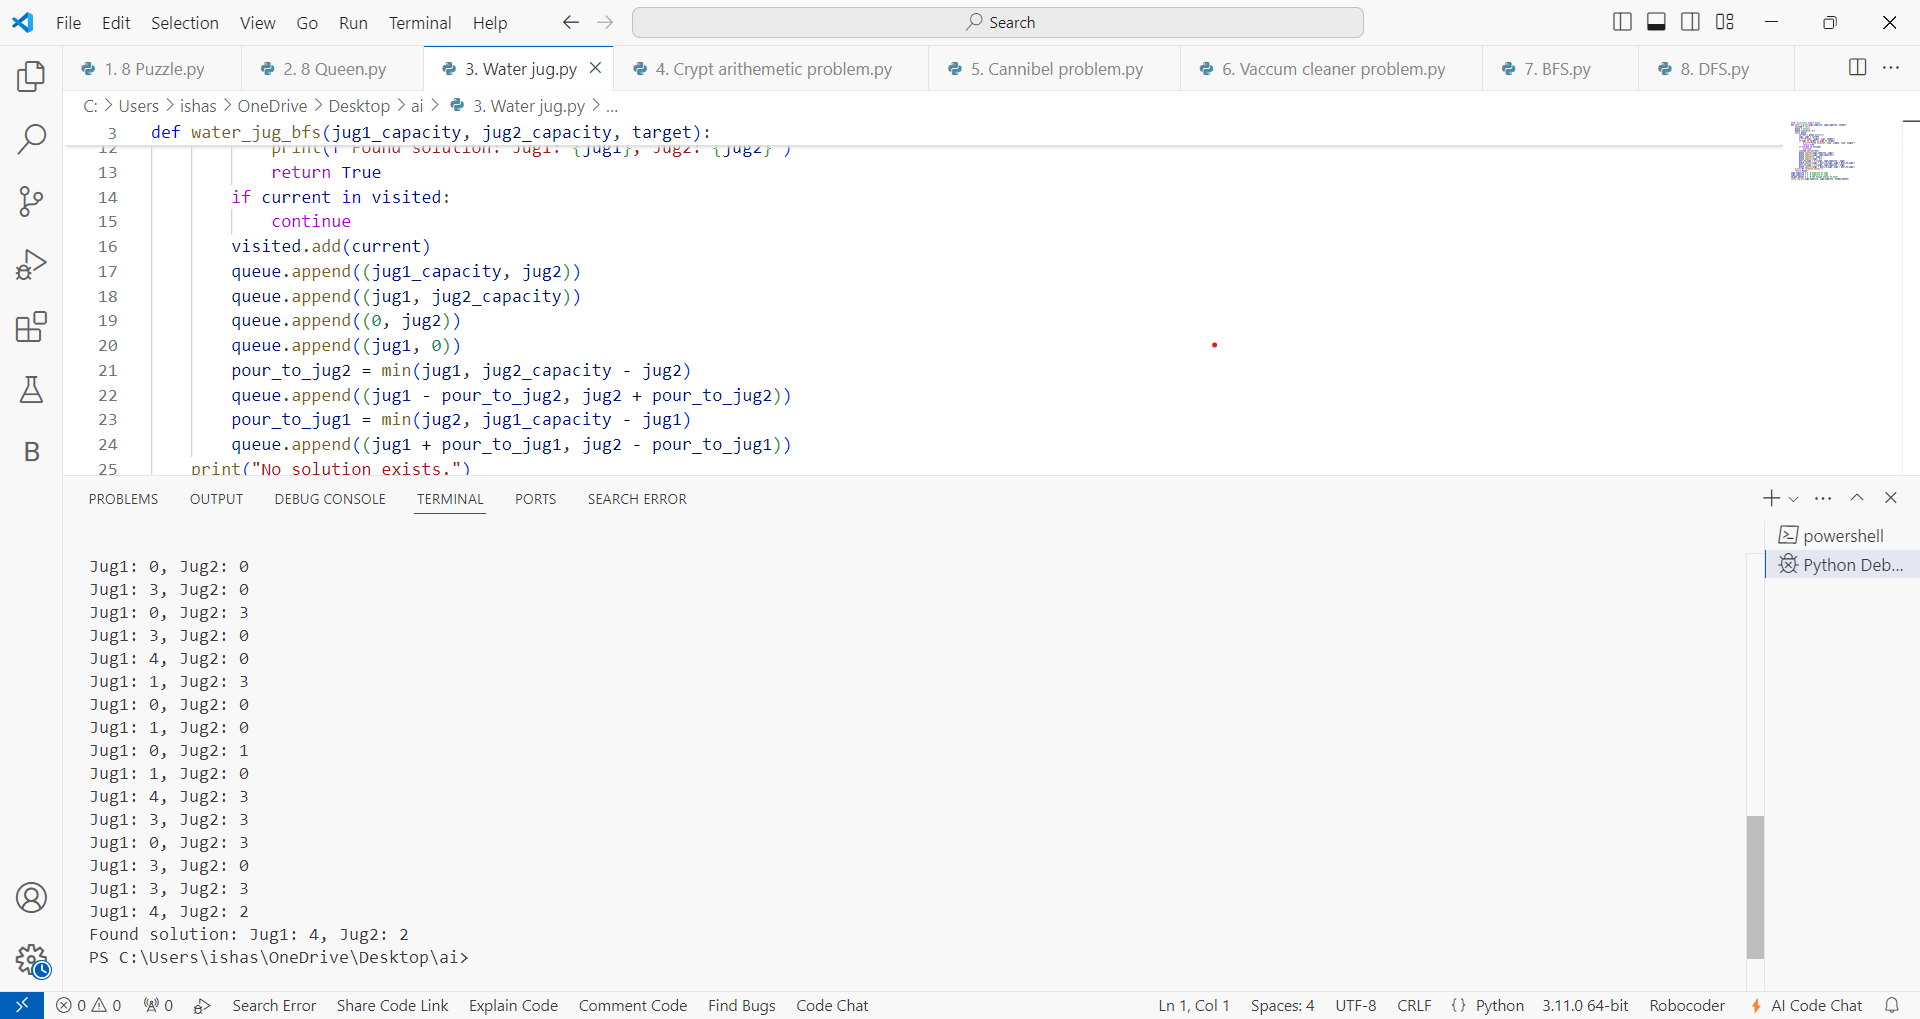 File Edit Selection View Go Run Terminal Help
Search
1. 8 Puzzle.py
2. 8 Queen.py
3. Water jug.py
4. Crypt arithemetic problem.py
5. Cannibel problem.py
6. Vaccum cleaner problem.py
7. BFS.py
8. DFS.py
C: > Users > ishas > OneDrive > Desktop > ai > 3. Water jug.py > ...
3 def water_jug_bfs(jug1_capacity, jug2_capacity, target):
12 print(f"Found solution: Jug1: {jug1}, Jug2: {jug2}")
13 return True
14 if current in visited:
15 continue
16 visited.add(current)
17 queue.append((jug1_capacity, jug2))
18 queue.append((jug1, jug2_capacity))
19 queue.append((0, jug2))
20 queue.append((jug1, 0))
21 pour_to_jug2 = min(jug1, jug2_capacity - jug2)
22 queue.append((jug1 - pour_to_jug2, jug2 + pour_to_jug2))
23 pour_to_jug1 = min(jug2, jug1_capacity - jug1)
24 queue.append((jug1 + pour_to_jug1, jug2 - pour_to_jug1))
25 print("No solution exists.")
PROBLEMS OUTPUT DEBUG CONSOLE TERMINAL PORTS SEARCH ERROR
powershell
Python Deb...
Jug1: 0, Jug2: 0
Jug1: 3, Jug2: 0
Jug1: 0, Jug2: 3
Jug1: 3, Jug2: 0
Jug1: 4, Jug2: 0
Jug1: 1, Jug2: 3
Jug1: 0, Jug2: 0
Jug1: 1, Jug2: 0
Jug1: 0, Jug2: 1
Jug1: 1, Jug2: 0
Jug1: 4, Jug2: 3
Jug1: 3, Jug2: 3
Jug1: 0, Jug2: 3
Jug1: 3, Jug2: 0
Jug1: 3, Jug2: 3
Jug1: 4, Jug2: 2
Found solution: Jug1: 4, Jug2: 2
PS C:\Users\ishas\OneDrive\Desktop\ai>
B
0 0 0 Search Error Share Code Link Explain Code Comment Code Find Bugs Code Chat Ln 1, Col 1 Spaces: 4 UTF-8 CRLF {} Python 3.11.0 64-bit Robocoder AI Code Chat